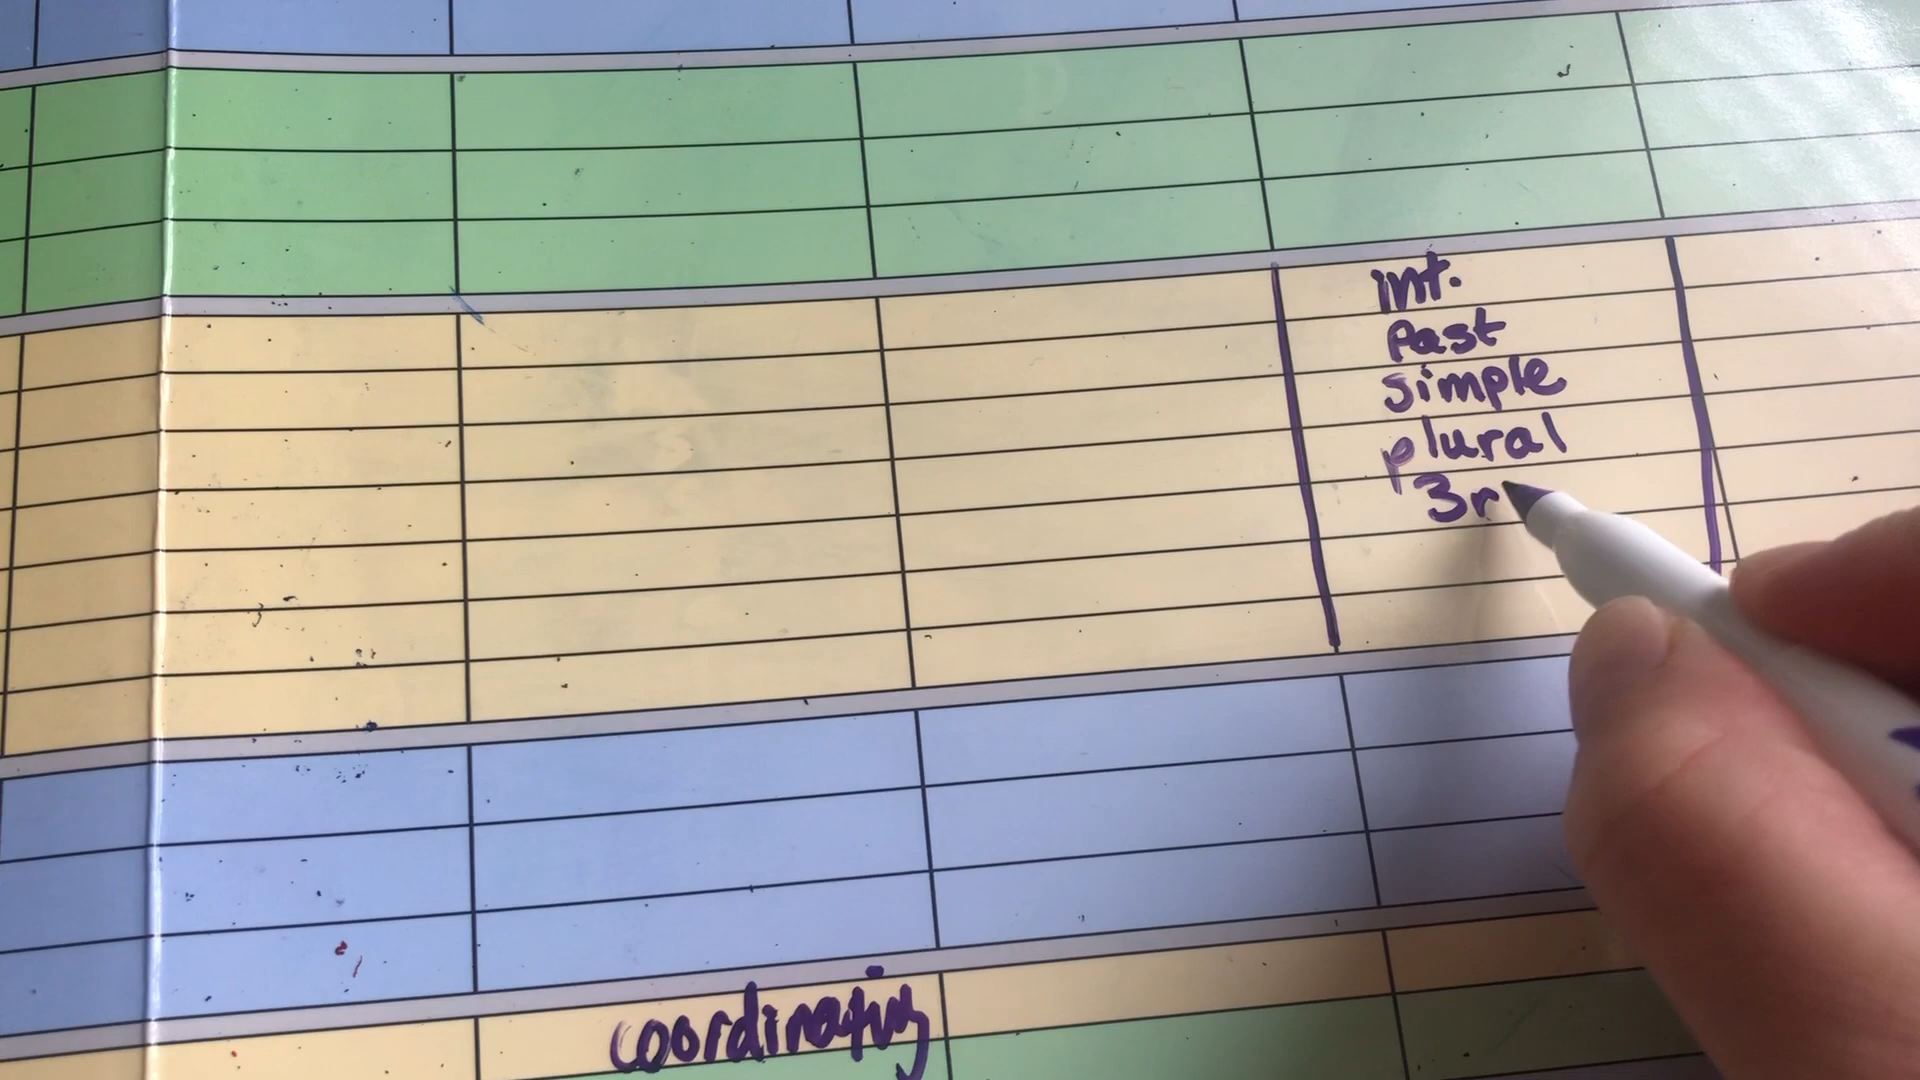 int.
Past
simple
plural
3r
coordinating